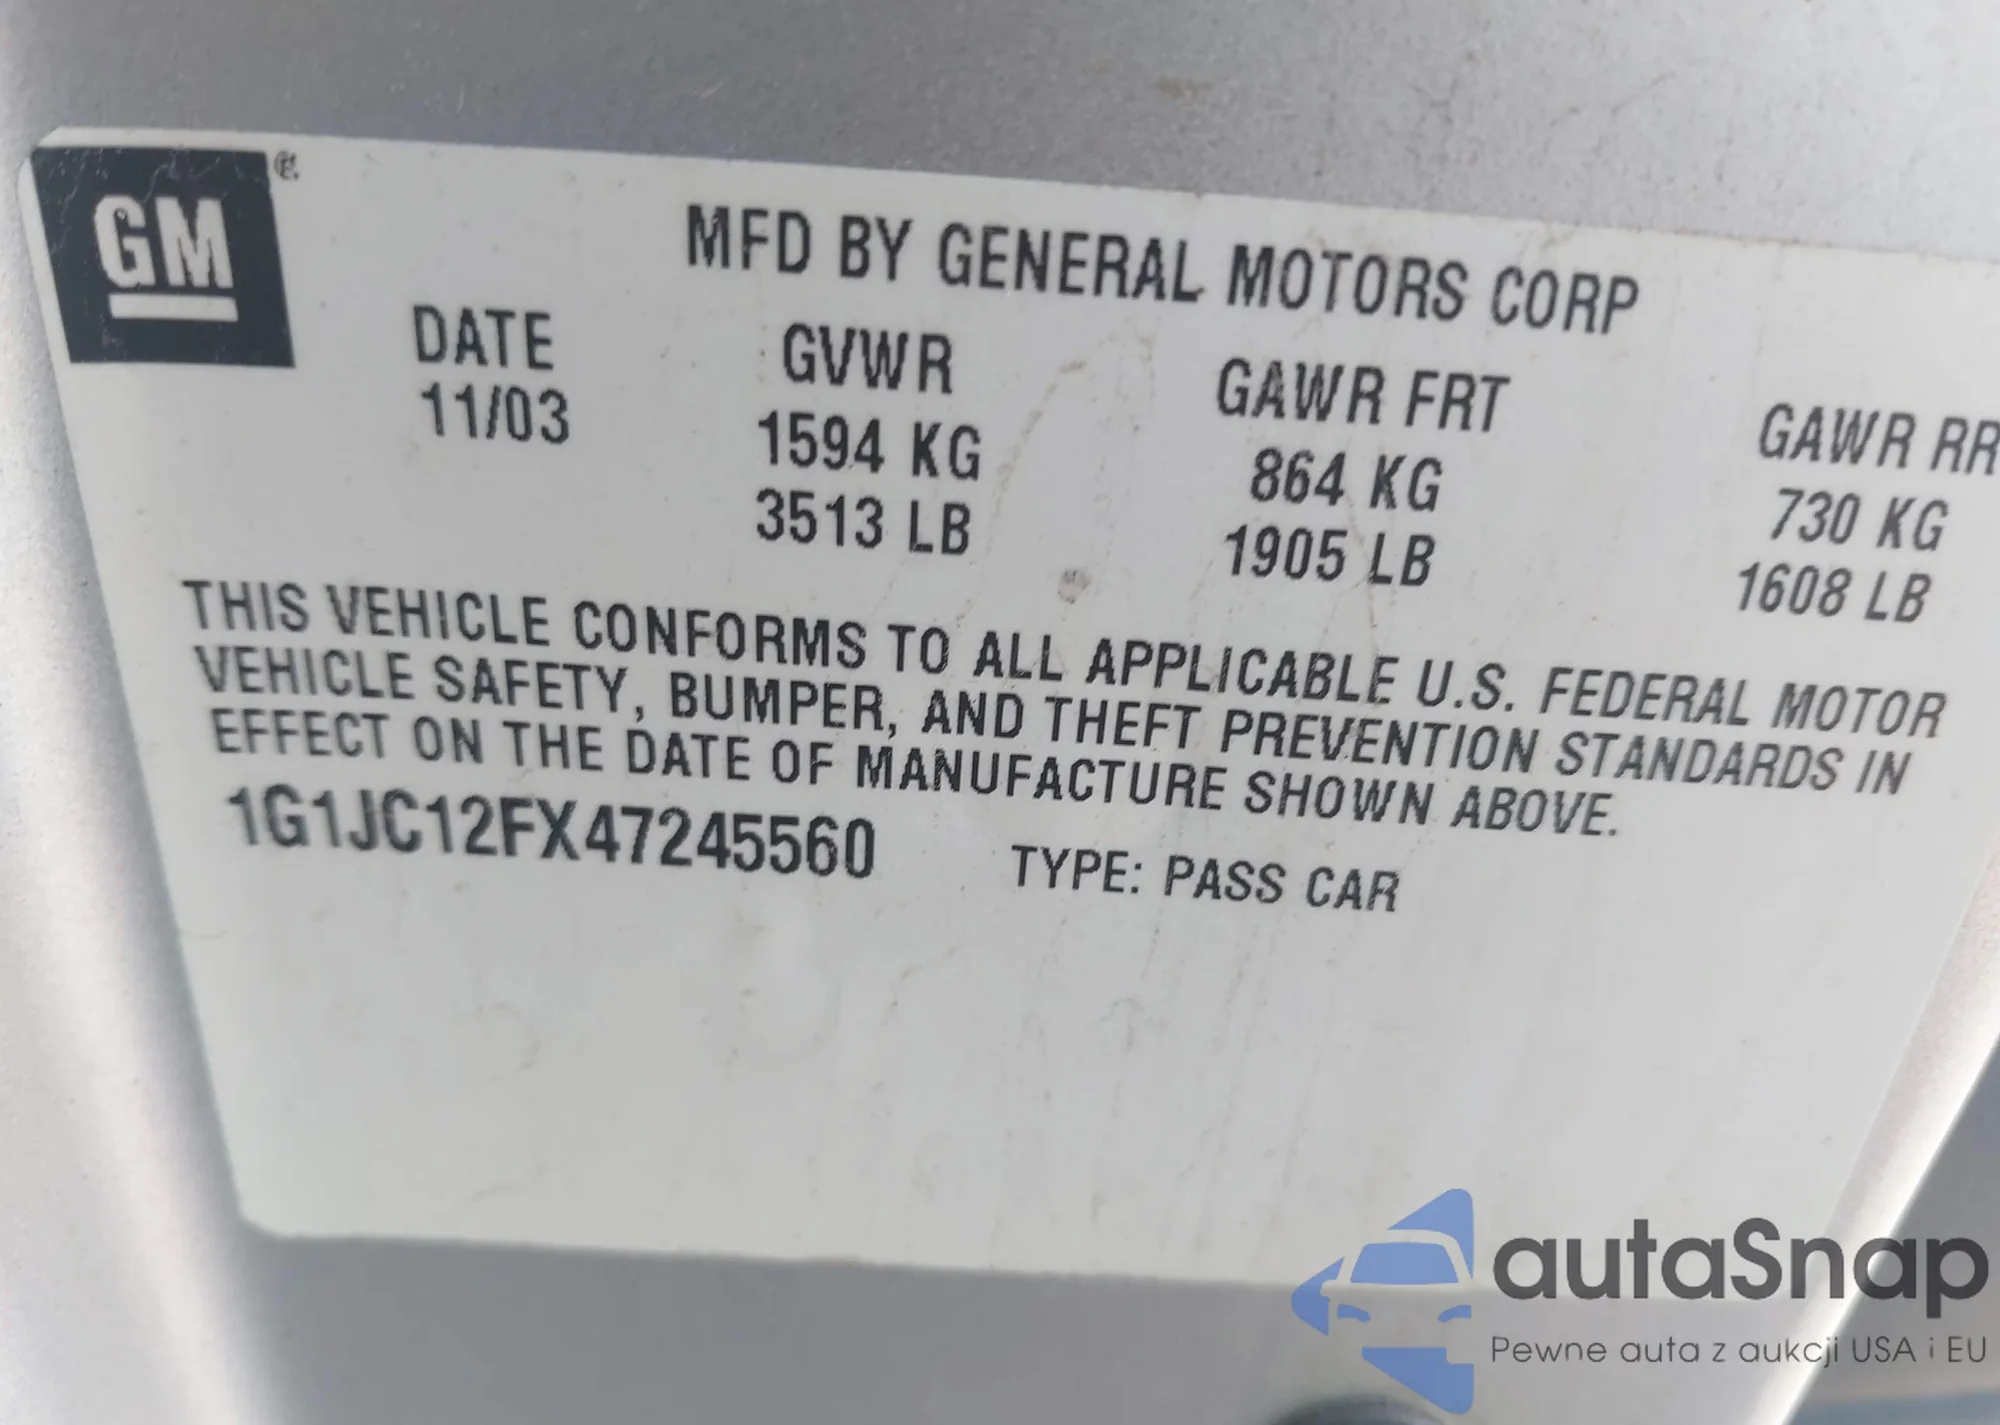 GM
MFD BY GENERAL MOTORS CORP
DATE GVWR GAWR FRT GAWR RR
11/03 1594 KG 864 KG 730 KG
3513 LB 1905 LB 1608 LB
THIS VEHICLE CONFORMS TO ALL APPLICABLE U.S. FEDERAL MOTOR
VEHICLE SAFETY, BUMPER, AND THEFT PREVENTION STANDARDS IN
EFFECT ON THE DATE OF MANUFACTURE SHOWN ABOVE.
1G1JC12FX47245560 TYPE: PASS CAR
autaSnap
Pewne auta z aukcji USA i EU